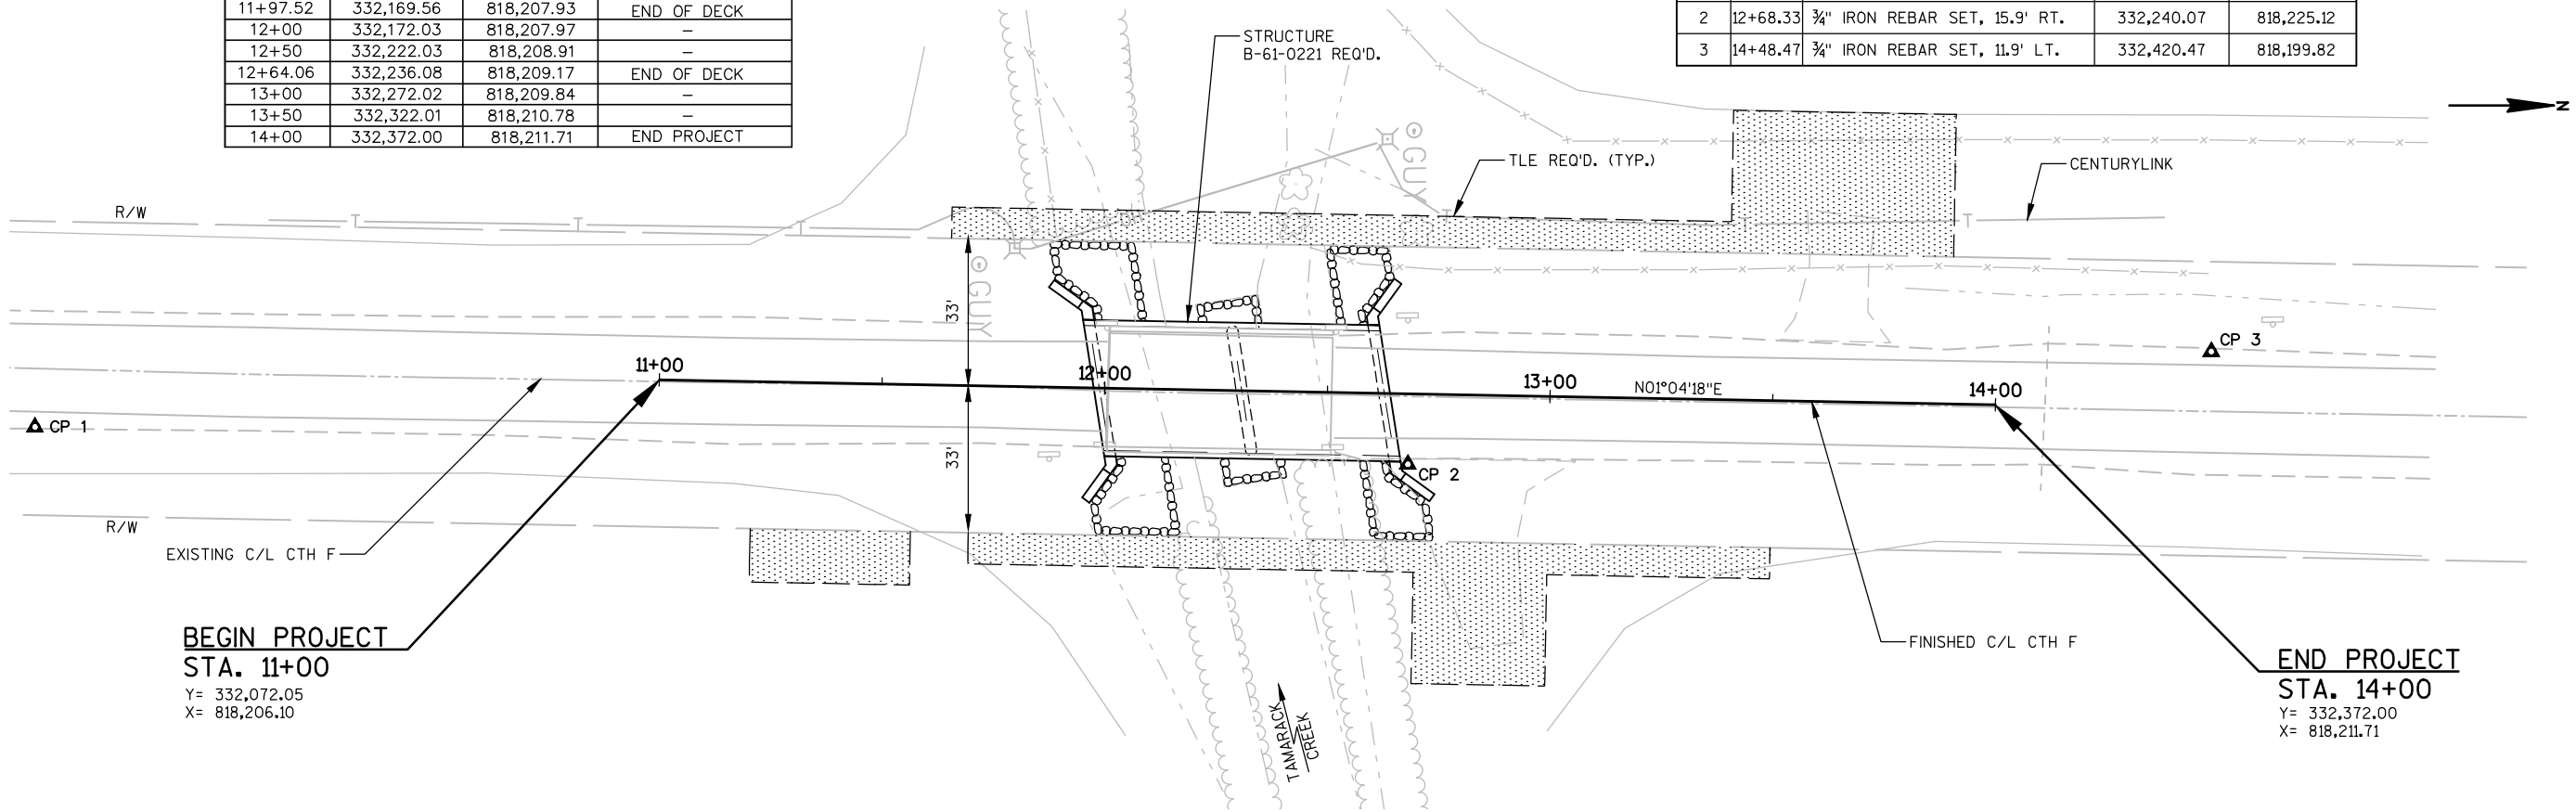 11+97.52 332,169.56 818,207.93 END OF DECK
12+00 332,172.03 818,207.97 –
12+50 332,222.03 818,208.91 –
12+64.06 332,236.08 818,209.17 END OF DECK
13+00 332,272.02 818,209.84 –
13+50 332,322.01 818,210.78 –
14+00 332,372.00 818,211.71 END PROJECT
2 12+68.33 ¾" IRON REBAR SET, 15.9' RT. 332,240.07 818,225.12
3 14+48.47 ¾" IRON REBAR SET, 11.9' LT. 332,420.47 818,199.82
STRUCTURE
B-61-0221 REQ'D.
N
GUY
TLE REQ'D. (TYP.)
CENTURYLINK
R/W
T T T T T T
GUY
33'
CP 3
11+00
12+00
13+00
N01°04'18"E
14+00
CP 1
33'
CP 2
R/W
EXISTING C/L CTH F
BEGIN PROJECT
STA. 11+00
Y= 332,072.05
X= 818,206.10
FINISHED C/L CTH F
END PROJECT
STA. 14+00
Y= 332,372.00
X= 818,211.71
TAMARACK
CREEK